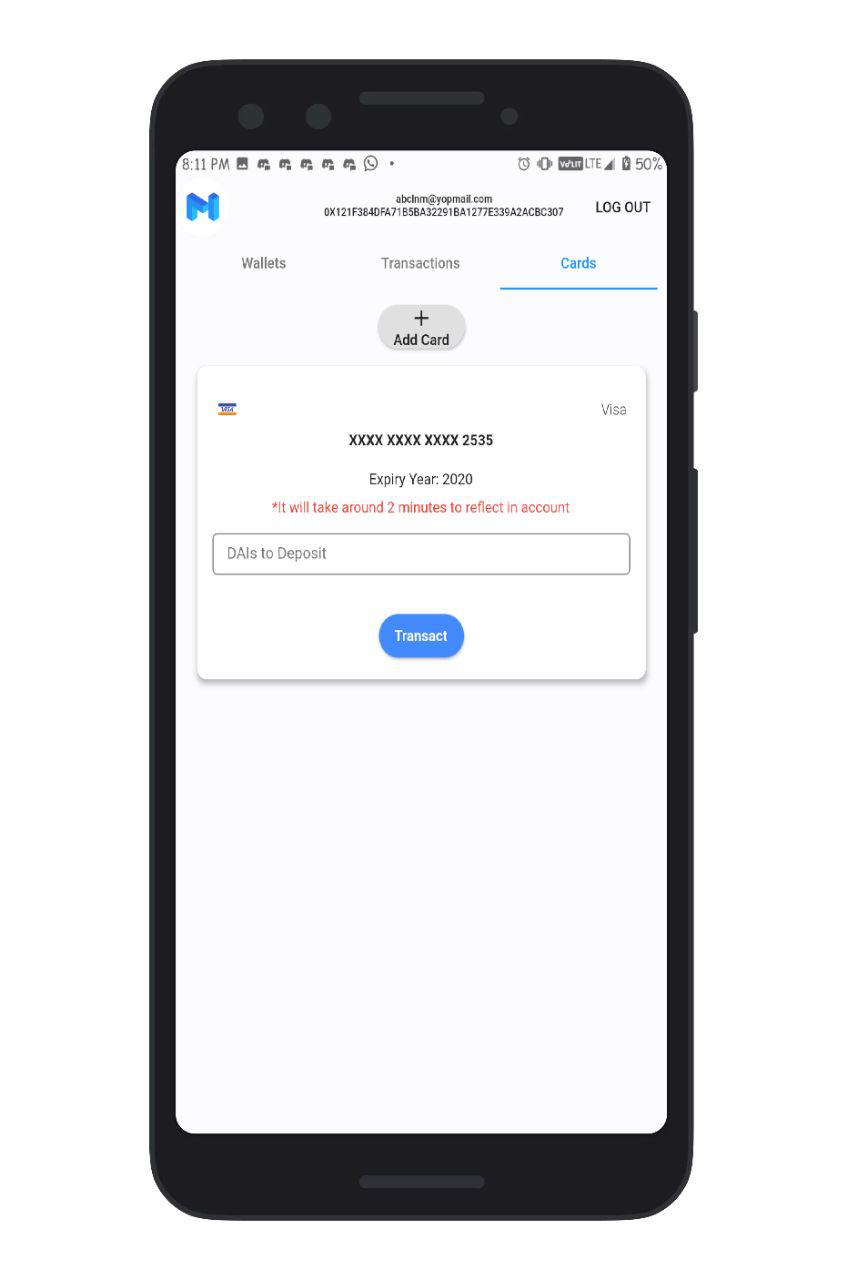 8:11 PM VoLTE LTE 50%
abclnm@yopmail.com
0X121F384DFA71B5BA32291BA1277E339A2ACBC307
LOG OUT
Wallets Transactions Cards
+
Add Card
VISA Visa
XXXX XXXX XXXX 2535
Expiry Year: 2020
*It will take around 2 minutes to reflect in account
DAIs to Deposit
Transact